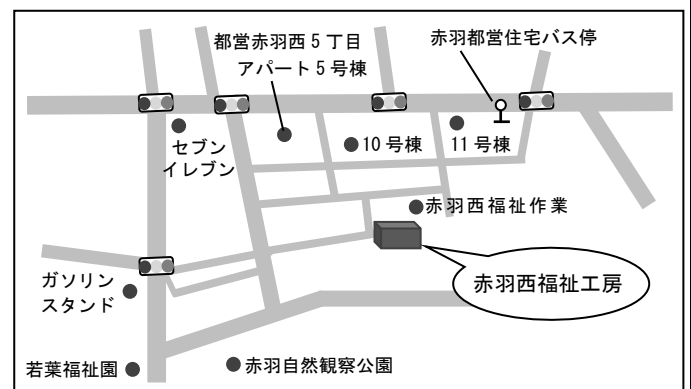 都営赤羽西5丁目
アパート5号棟
赤羽都営住宅バス停
セブン
イレブン
10号棟
11号棟
赤羽西福祉作業
赤羽西福祉工房
ガソリン
スタンド
若葉福祉園
赤羽自然観察公園